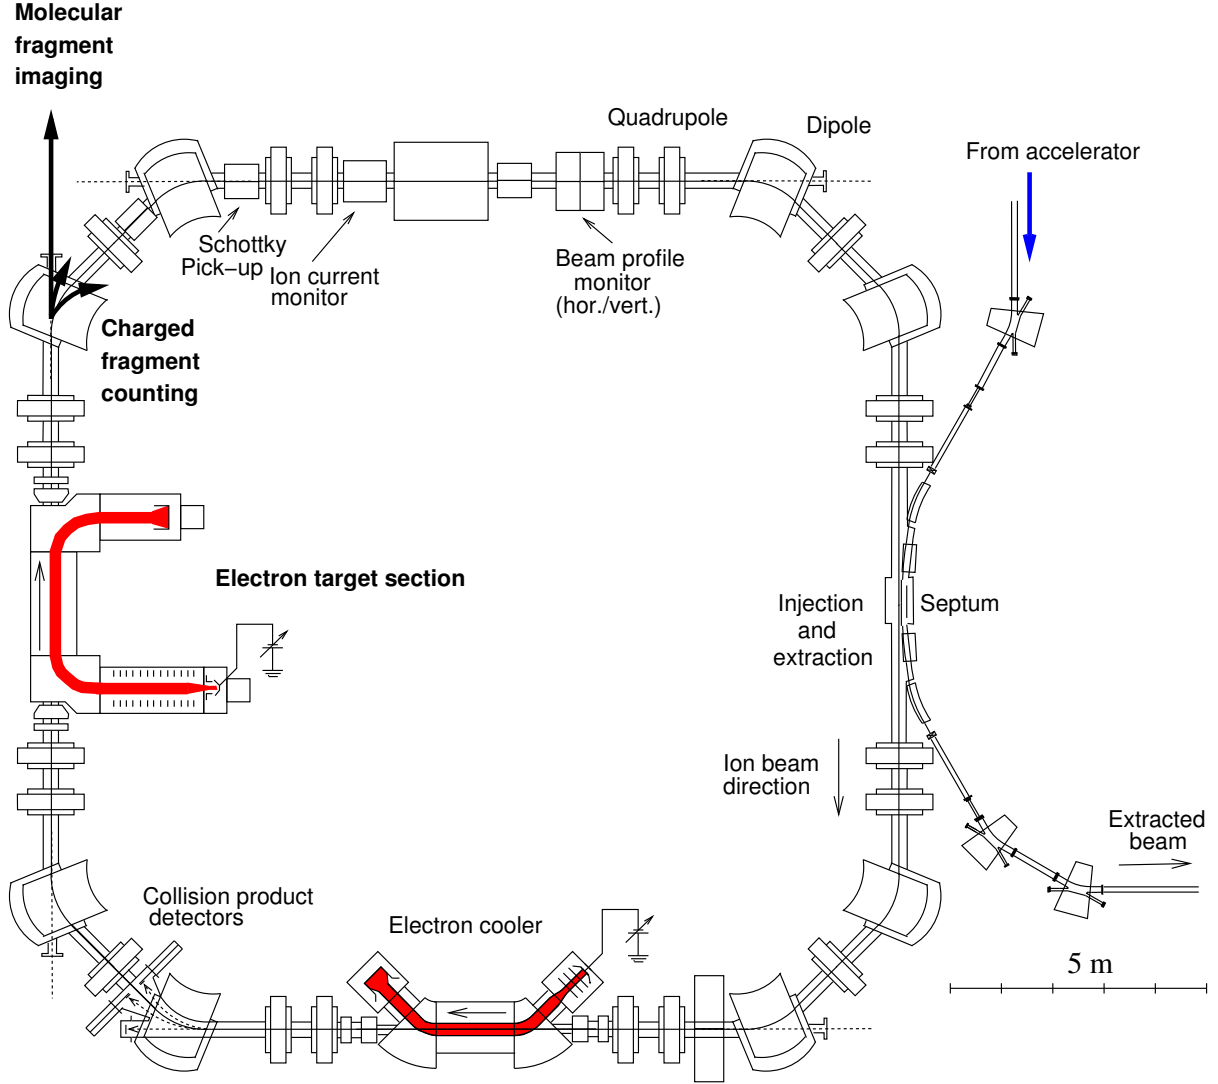 Molecular
fragment
imaging
Quadrupole
Dipole
From accelerator
Schottky
Pick–up
Ion current
monitor
Beam profile
monitor
(hor./vert.)
Charged
fragment
counting
Electron target section
Injection
and
extraction
Septum
Ion beam
direction
Extracted
beam
Collision product
detectors
Electron cooler
5 m